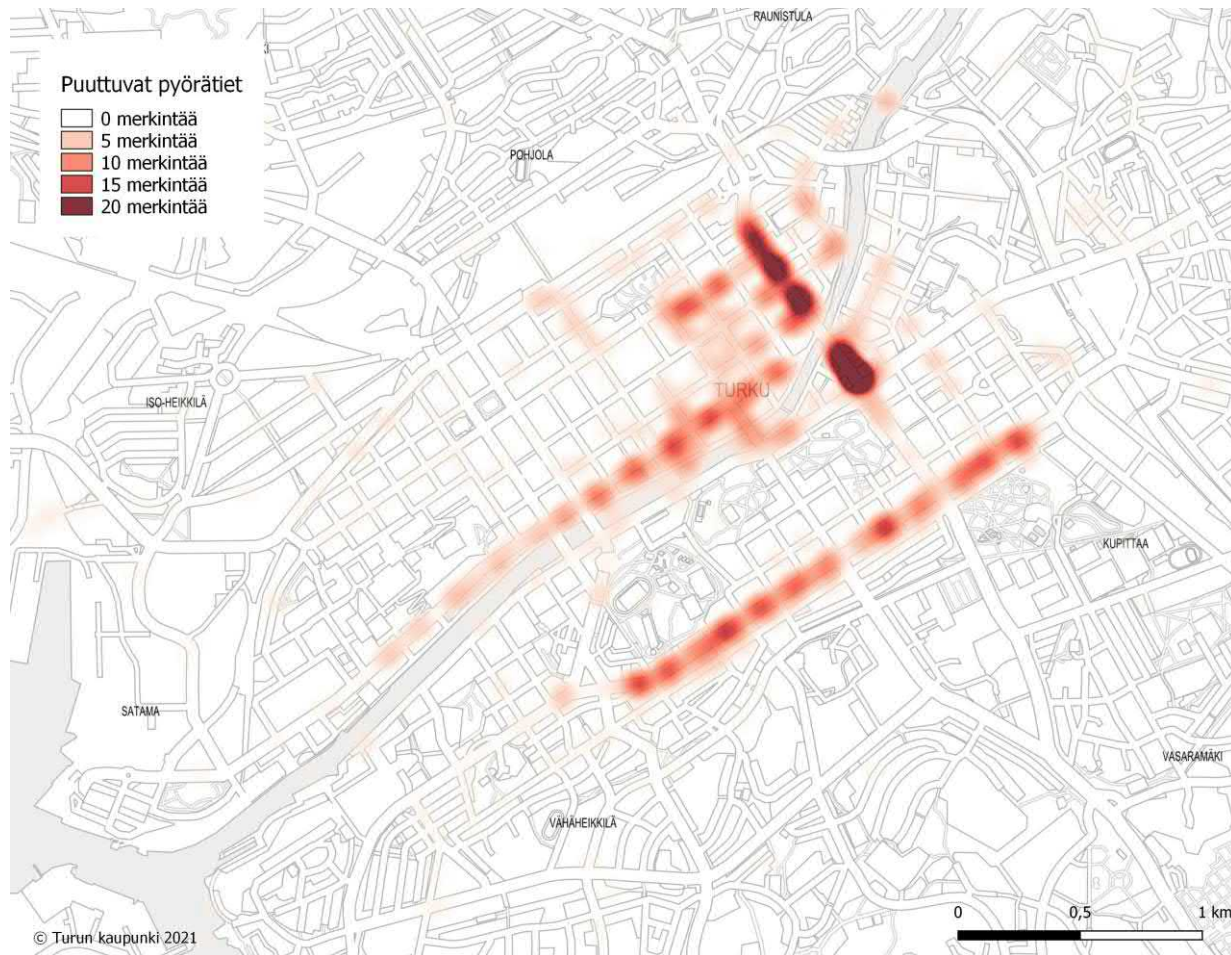 RAUNISTULA
Puuttuvat pyörätiet
0 merkintää
5 merkintää
10 merkintää
15 merkintää
20 merkintää
POHJOLA
TURKU
ISO-HEIKKILÄ
KUPITTAA
SATAMA
VASARAMÄKI
VÄHÄHEIKKILÄ
0 0,5 1 km
© Turun kaupunki 2021